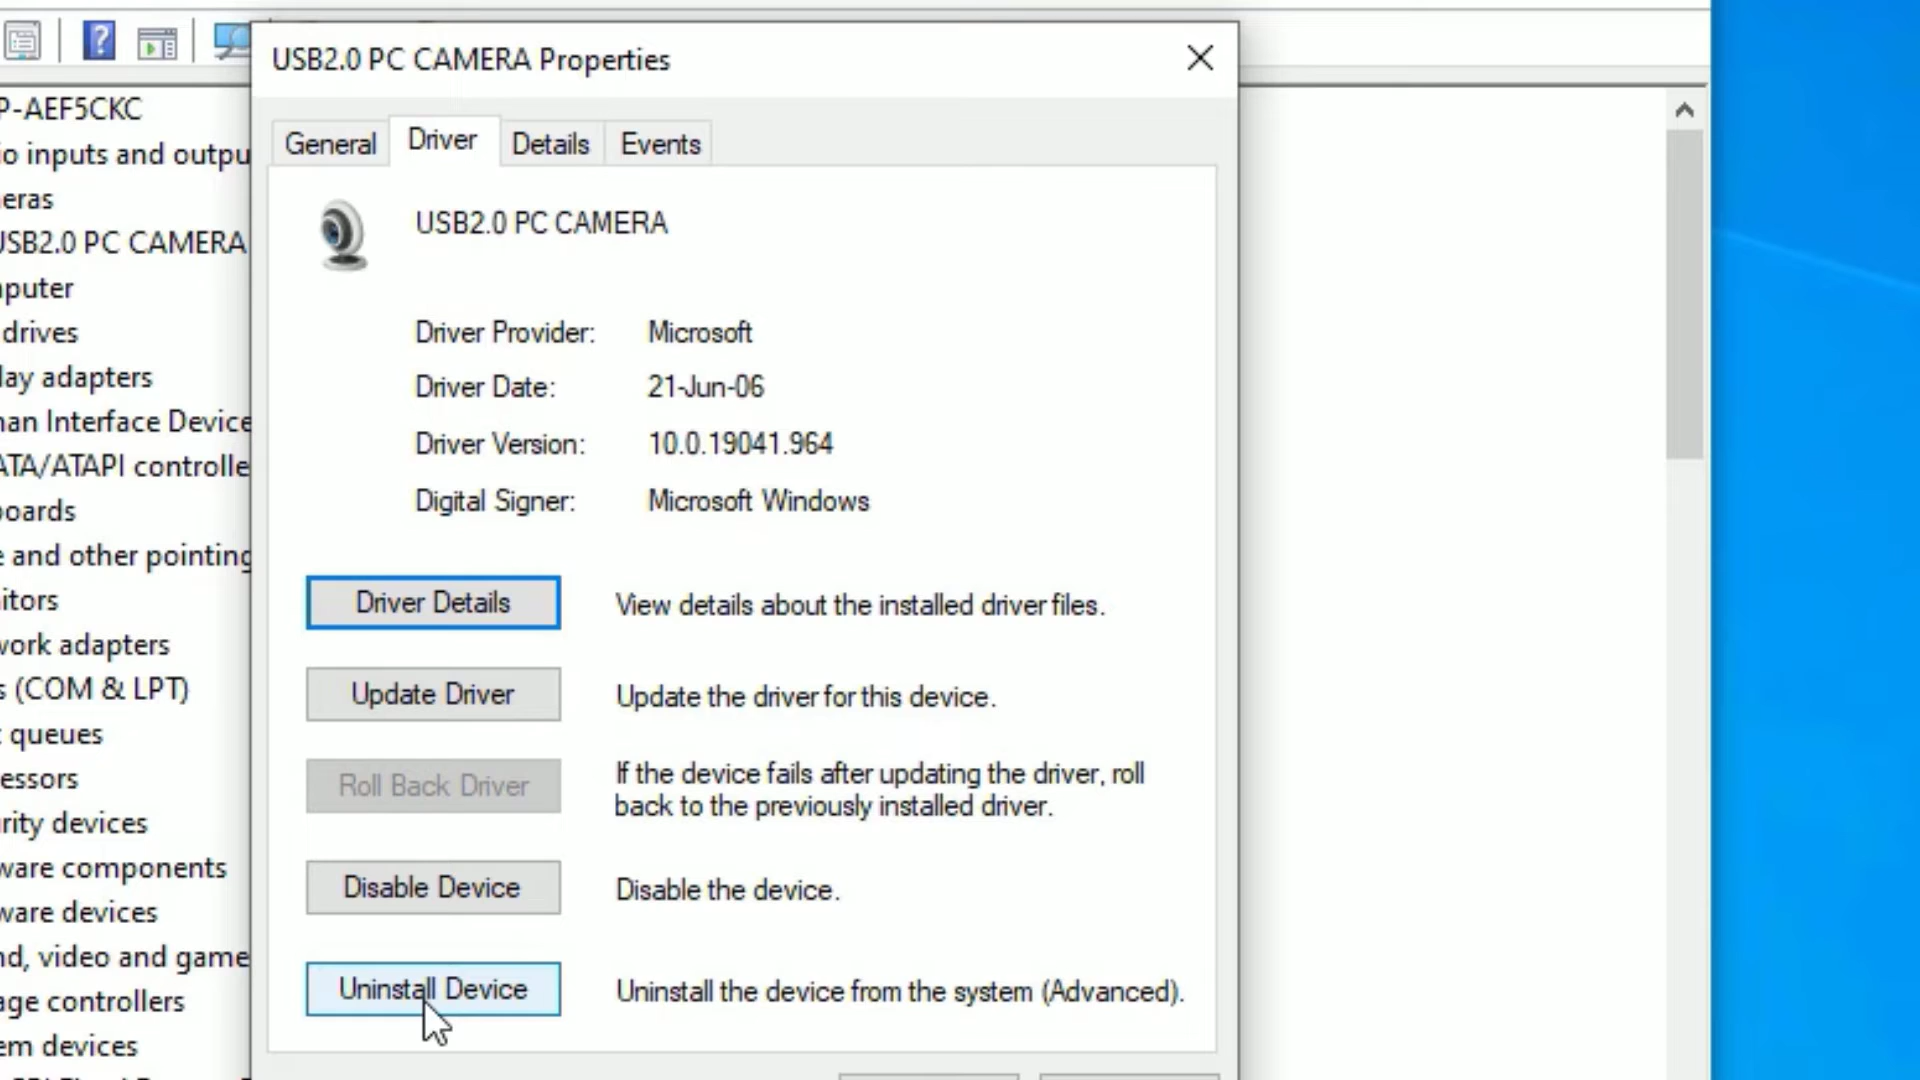 USB2.0 PC CAMERA Properties
General Driver Details Events
USB2.0 PC CAMERA
Driver Provider: Microsoft
Driver Date: 21-Jun-06
Driver Version: 10.0.19041.964
Digital Signer: Microsoft Windows
Driver Details View details about the installed driver files.
Update Driver Update the driver for this device.
Roll Back Driver If the device fails after updating the driver, roll
back to the previously installed driver.
Disable Device Disable the device.
Uninstall Device Uninstall the device from the system (Advanced).
P-AEF5CKC
io inputs and outpu
eras
USB2.0 PC CAMERA
puter
drives
lay adapters
an Interface Device
ATA/ATAPI controlle
oards
e and other pointing
itors
work adapters
s (COM & LPT)
t queues
essors
rity devices
ware components
ware devices
nd, video and game
age controllers
em devices